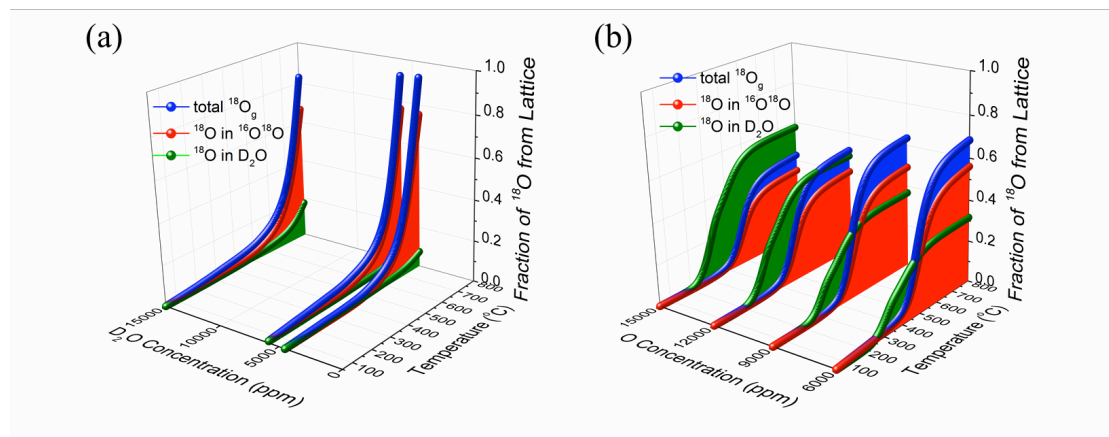 (a)
total ¹⁸O_g
¹⁸O in ¹⁶O¹⁸O
¹⁸O in D₂O
1.0
0.8
0.6
0.4
0.2
0.0
Fraction of ¹⁸O from Lattice
800
700
600
500
400
300
200
100
Temperature (°C)
15000
10000
5000
0
D₂O Concentration (ppm)
(b)
total ¹⁸O_g
¹⁸O in ¹⁶O¹⁸O
¹⁸O in D₂O
1.0
0.8
0.6
0.4
0.2
0.0
Fraction of ¹⁸O from Lattice
800
700
600
500
400
300
200
100
Temperature (°C)
15000
12000
9000
6000
O Concentration (ppm)